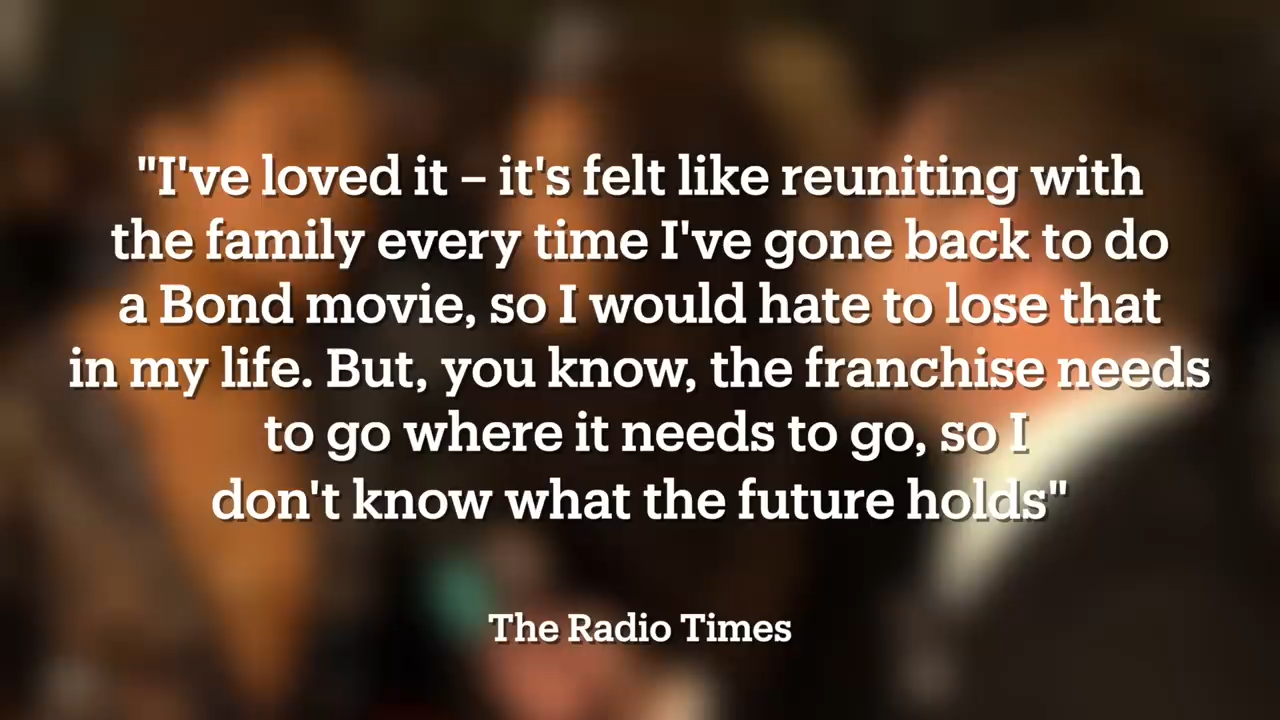 "I've loved it – it's felt like reuniting with
the family every time I've gone back to do
a Bond movie, so I would hate to lose that
in my life. But, you know, the franchise needs
to go where it needs to go, so I
don't know what the future holds"
The Radio Times